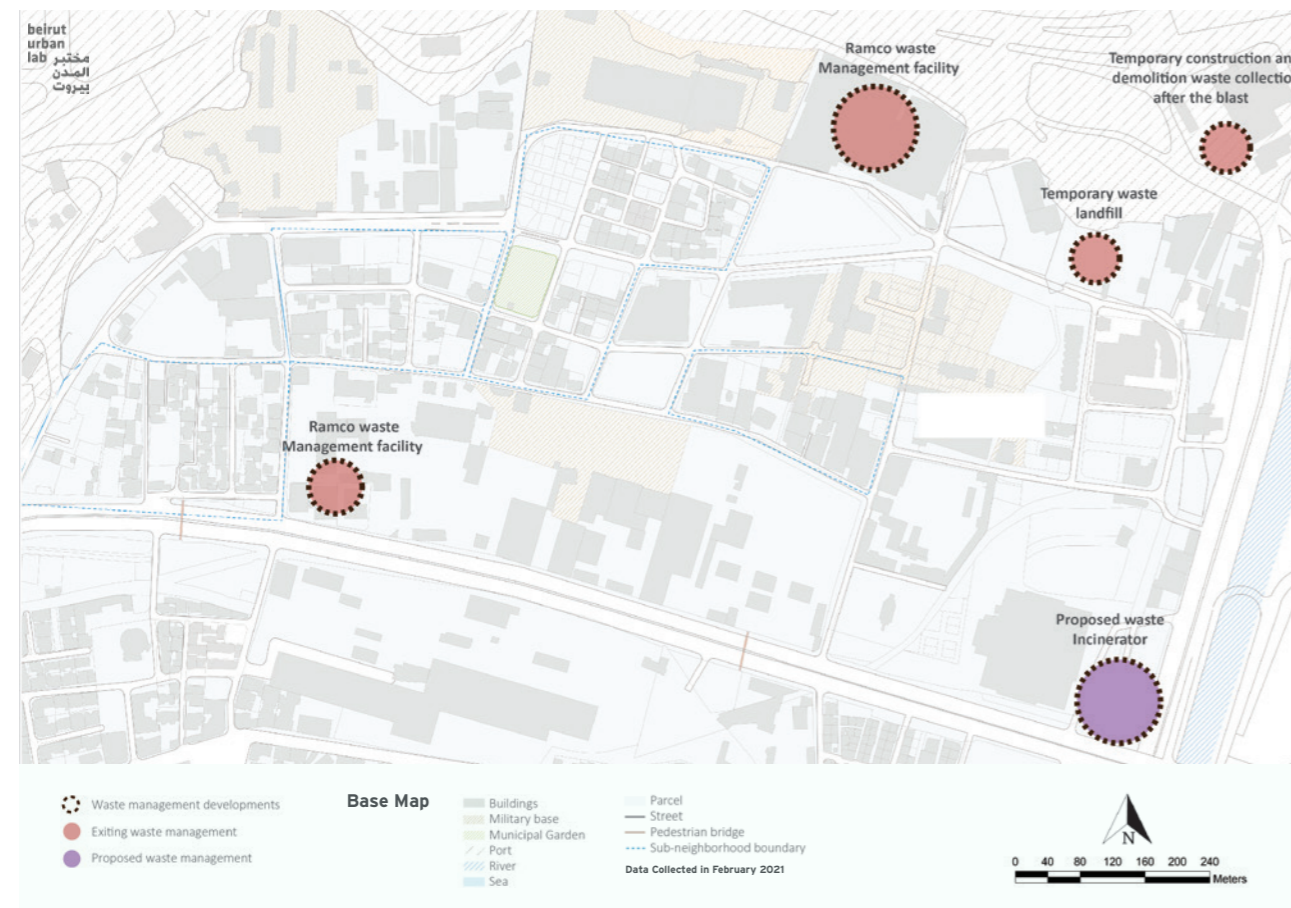 beirut
urban
lab مختبر
المدن
بيروت
Ramco waste
Management facility
Temporary construction an
demolition waste collectio
after the blast
Temporary waste
landfill
Ramco waste
Management facility
Proposed waste
Incinerator
Waste management developments
Exiting waste management
Proposed waste management
Base Map
Buildings
Military base
Municipal Garden
Port
River
Sea
Parcel
Street
Pedestrian bridge
Sub-neighborhood boundary
Data Collected in February 2021
N
0 40 80 120 160 200 240
Meters